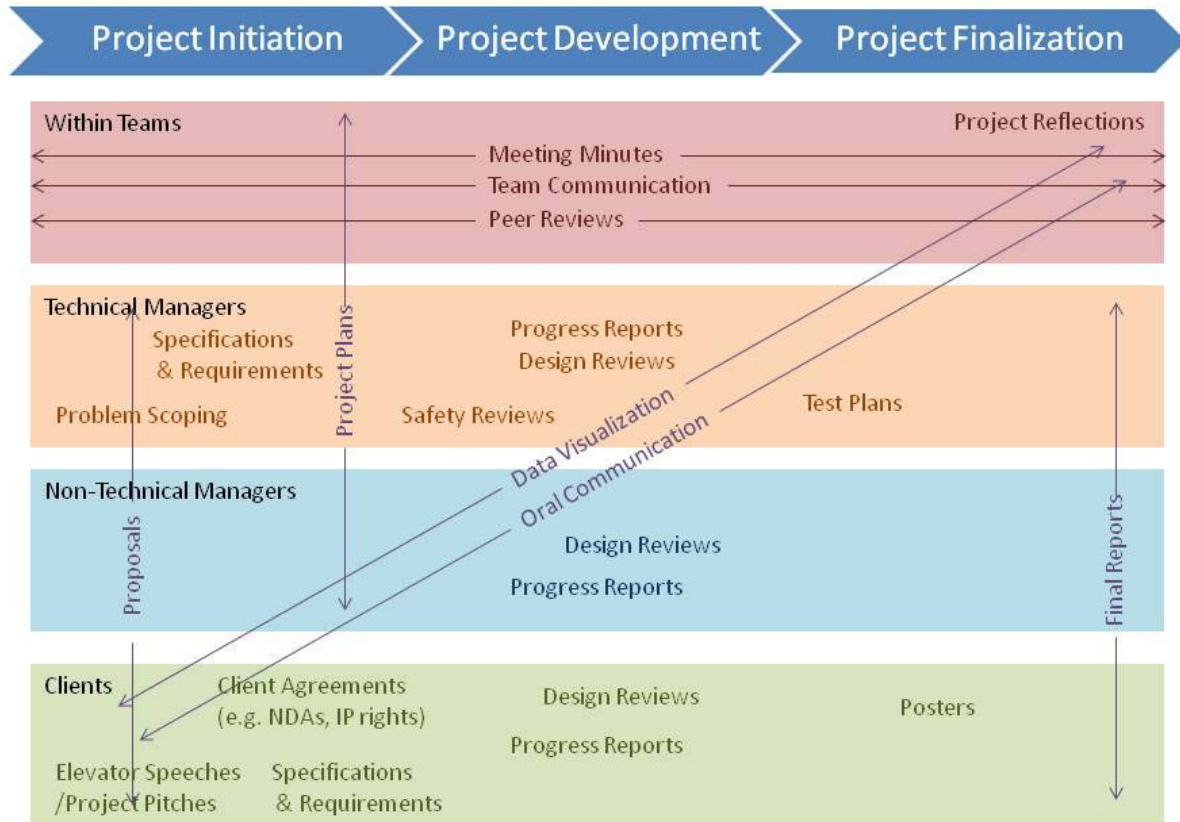 Project Initiation
Project Development
Project Finalization
Within Teams
Project Reflections
Meeting Minutes
Team Communication
Peer Reviews
Technical Managers
Specifications
& Requirements
Problem Scoping
Project Plans
Progress Reports
Design Reviews
Safety Reviews
Test Plans
Data Visualization
Oral Communication
Non-Technical Managers
Proposals
Design Reviews
Progress Reports
Final Reports
Clients
Client Agreements
(e.g. NDAs, IP rights)
Design Reviews
Progress Reports
Posters
Elevator Speeches
/Project Pitches
Specifications
& Requirements